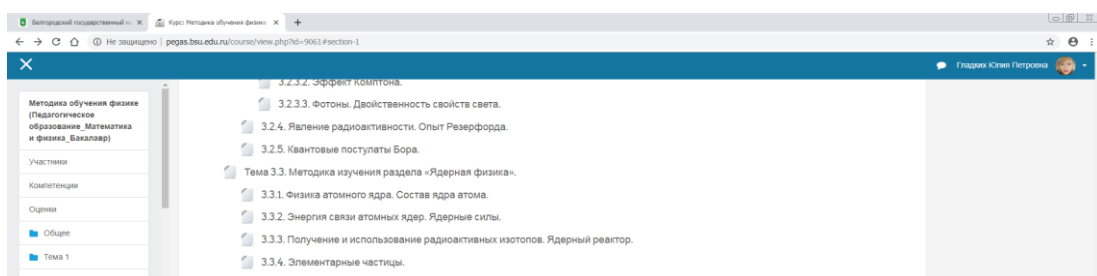 Белгородский государственный
Курс: Методика обучения физике
Не защищено | pegas.bsu.edu.ru/course/view.php?id=9061#section-1
Гладких Юлия Петровна
3.2.3.2. Эффект Комптона.
3.2.3.3. Фотоны. Двойственность свойств света.
3.2.4. Явление радиоактивности. Опыт Резерфорда.
3.2.5. Квантовые постулаты Бора.
Тема 3.3. Методика изучения раздела «Ядерная физика».
3.3.1. Физика атомного ядра. Состав ядра атома.
3.3.2. Энергия связи атомных ядер. Ядерные силы.
3.3.3. Получение и использование радиоактивных изотопов. Ядерный реактор.
3.3.4. Элементарные частицы.
Методика обучения физике
(Педагогическое
образование_Математика
и физика_Бакалавр)
Участники
Компетенции
Оценки
Общее
Тема 1